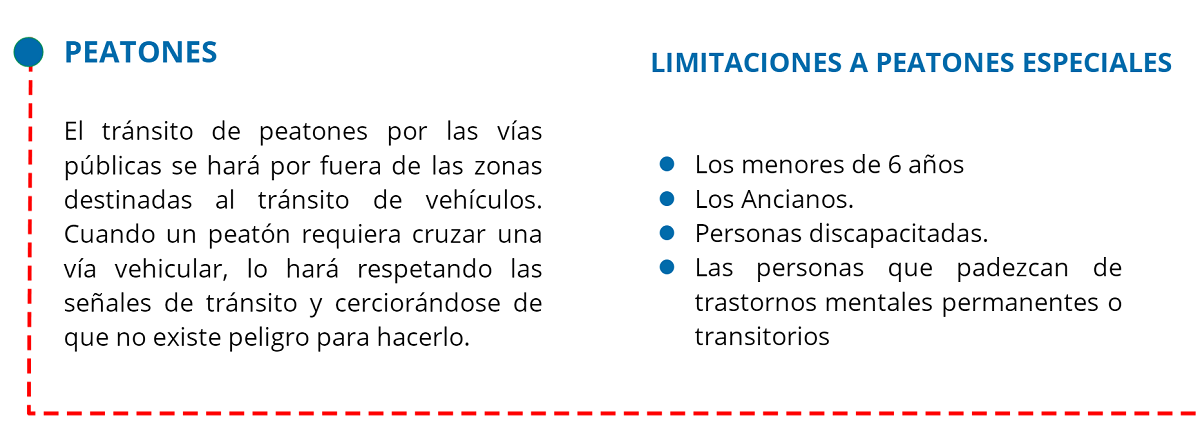 PEATONES
El tránsito de peatones por las vías
públicas se hará por fuera de las zonas
destinadas al tránsito de vehículos.
Cuando un peatón requiera cruzar una
vía vehicular, lo hará respetando las
señales de tránsito y cerciorándose de
que no existe peligro para hacerlo.
LIMITACIONES A PEATONES ESPECIALES
Los menores de 6 años
Los Ancianos.
Personas discapacitadas.
Las personas que padezcan de
trastornos mentales permanentes o
transitorios